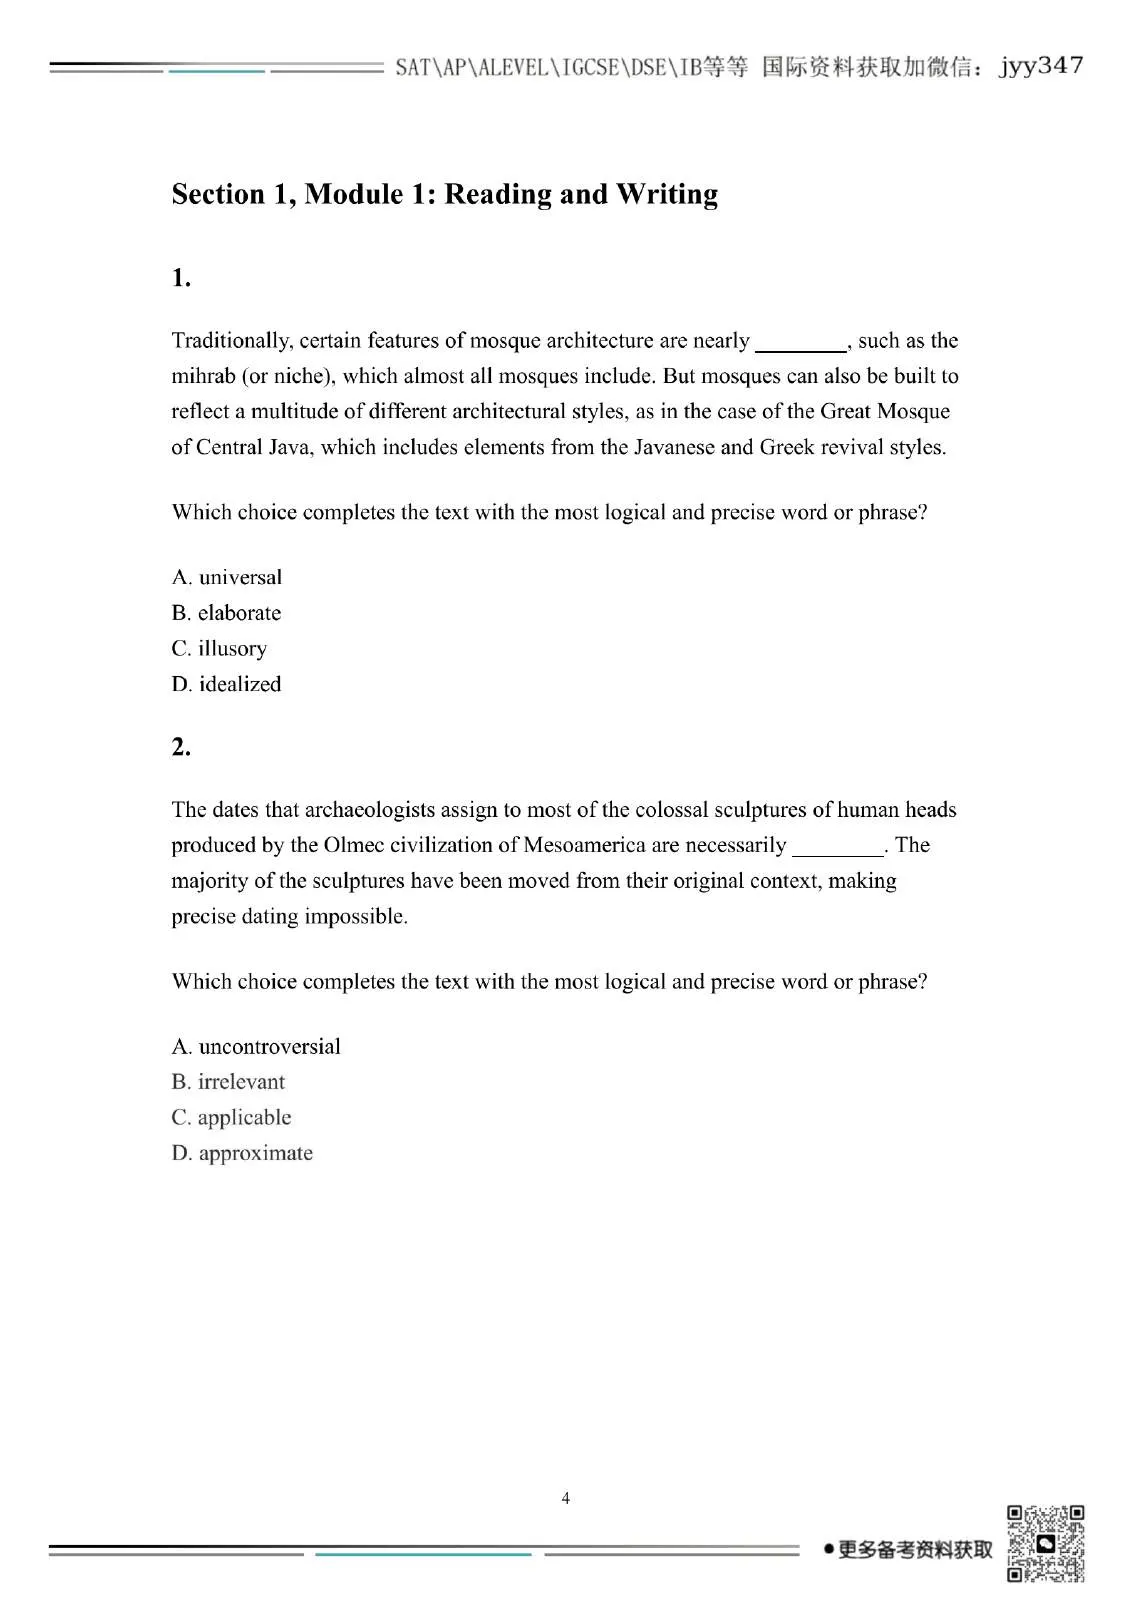 SAT\AP\ALEVEL\IGCSE\DSE\IB等等 国际资料获取加微信: jyy347
Section 1, Module 1: Reading and Writing
1.
Traditionally, certain features of mosque architecture are nearly ________, such as the
mihrab (or niche), which almost all mosques include. But mosques can also be built to
reflect a multitude of different architectural styles, as in the case of the Great Mosque
of Central Java, which includes elements from the Javanese and Greek revival styles.
Which choice completes the text with the most logical and precise word or phrase?
A. universal
B. elaborate
C. illusory
D. idealized
2.
The dates that archaeologists assign to most of the colossal sculptures of human heads
produced by the Olmec civilization of Mesoamerica are necessarily ________. The
majority of the sculptures have been moved from their original context, making
precise dating impossible.
Which choice completes the text with the most logical and precise word or phrase?
A. uncontroversial
B. irrelevant
C. applicable
D. approximate
4
●更多备考资料获取